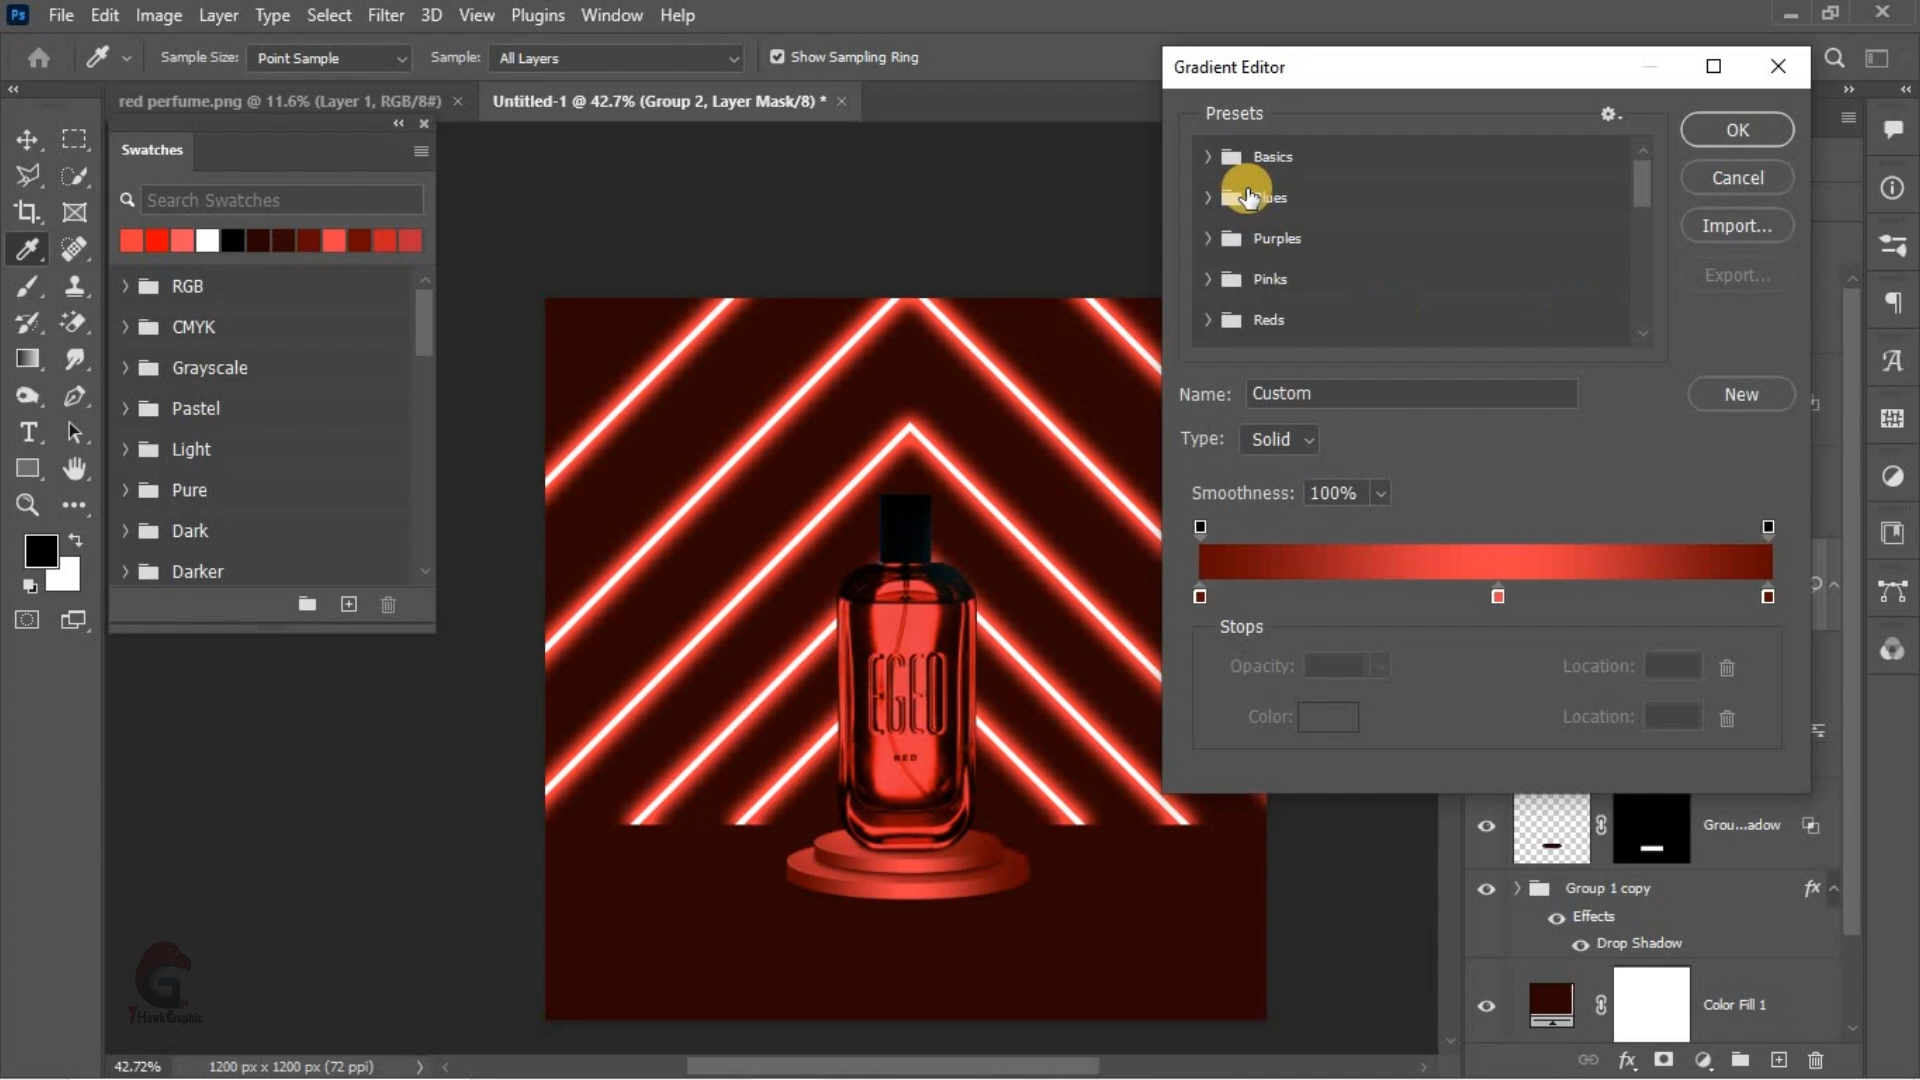 Ps File Edit Image Layer Type Select Filter 3D View Plugins Window Help
Sample Size: Point Sample Sample: All Layers Show Sampling Ring
red perfume.png @ 11.6% (Layer 1, RGB/8#) × Untitled-1 @ 42.7% (Group 2, Layer Mask/8) * ×
Swatches
Search Swatches
RGB
CMYK
Grayscale
Pastel
Light
Pure
Dark
Darker
EGEO
RED
7Hawk Graphic
Gradient Editor
Presets
Basics
Purples
Pinks
Reds
OK
Cancel
Import...
Export...
Name: Custom
New
Type: Solid
Smoothness: 100%
Stops
Opacity: Location:
Color: Location:
Grou...adow
Group 1 copy fx
Effects
Drop Shadow
Color Fill 1
42.72% 1200 px x 1200 px (72 ppi)
fx